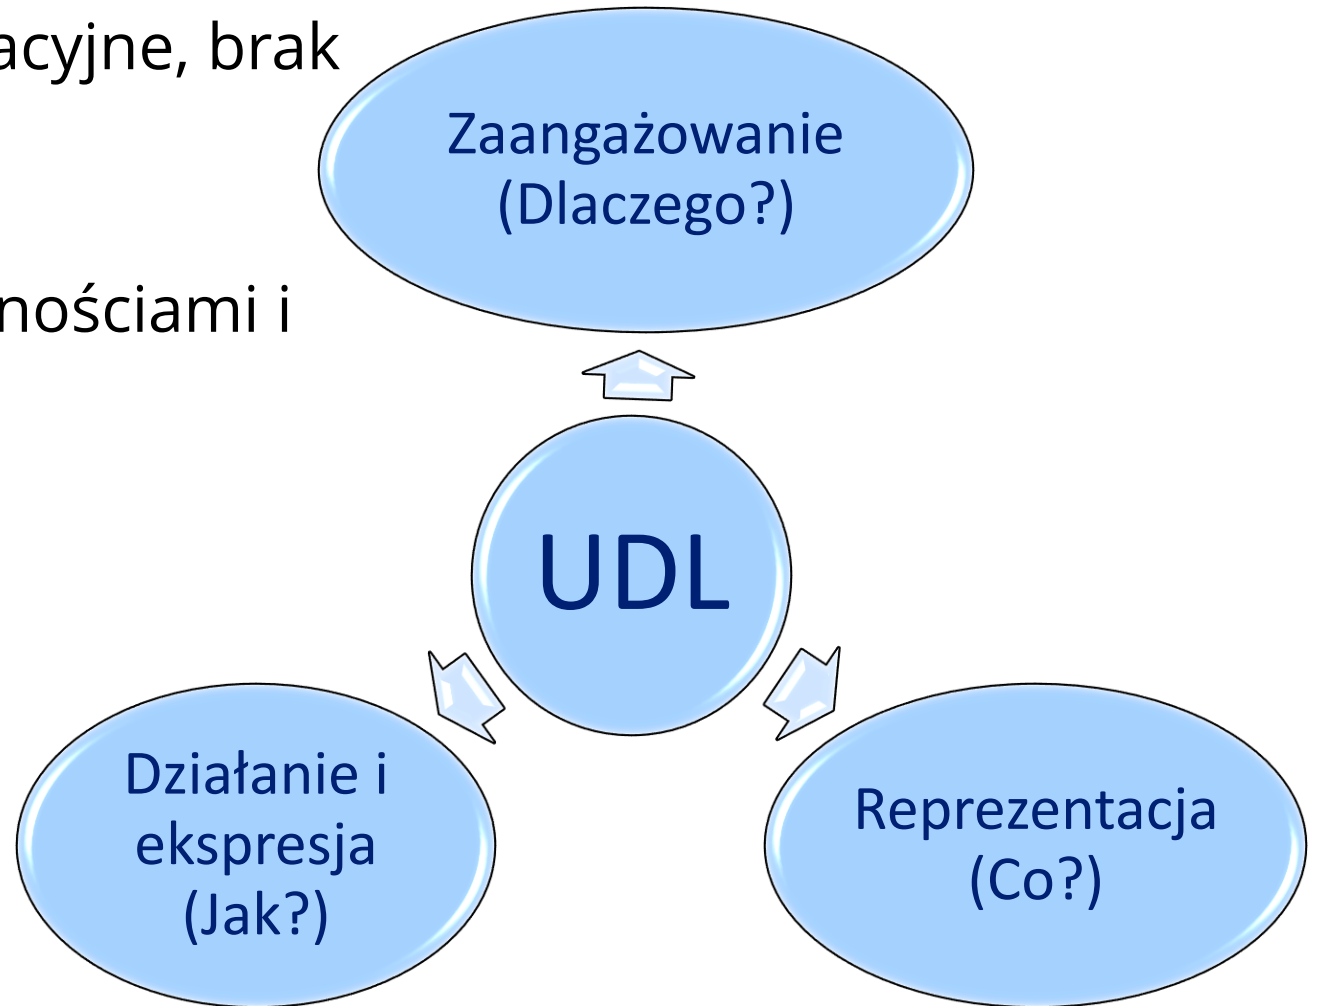 acyjne, brak
nościami i
Zaangażowanie
(Dlaczego?)
UDL
Działanie i
ekspresja
(Jak?)
Reprezentacja
(Co?)